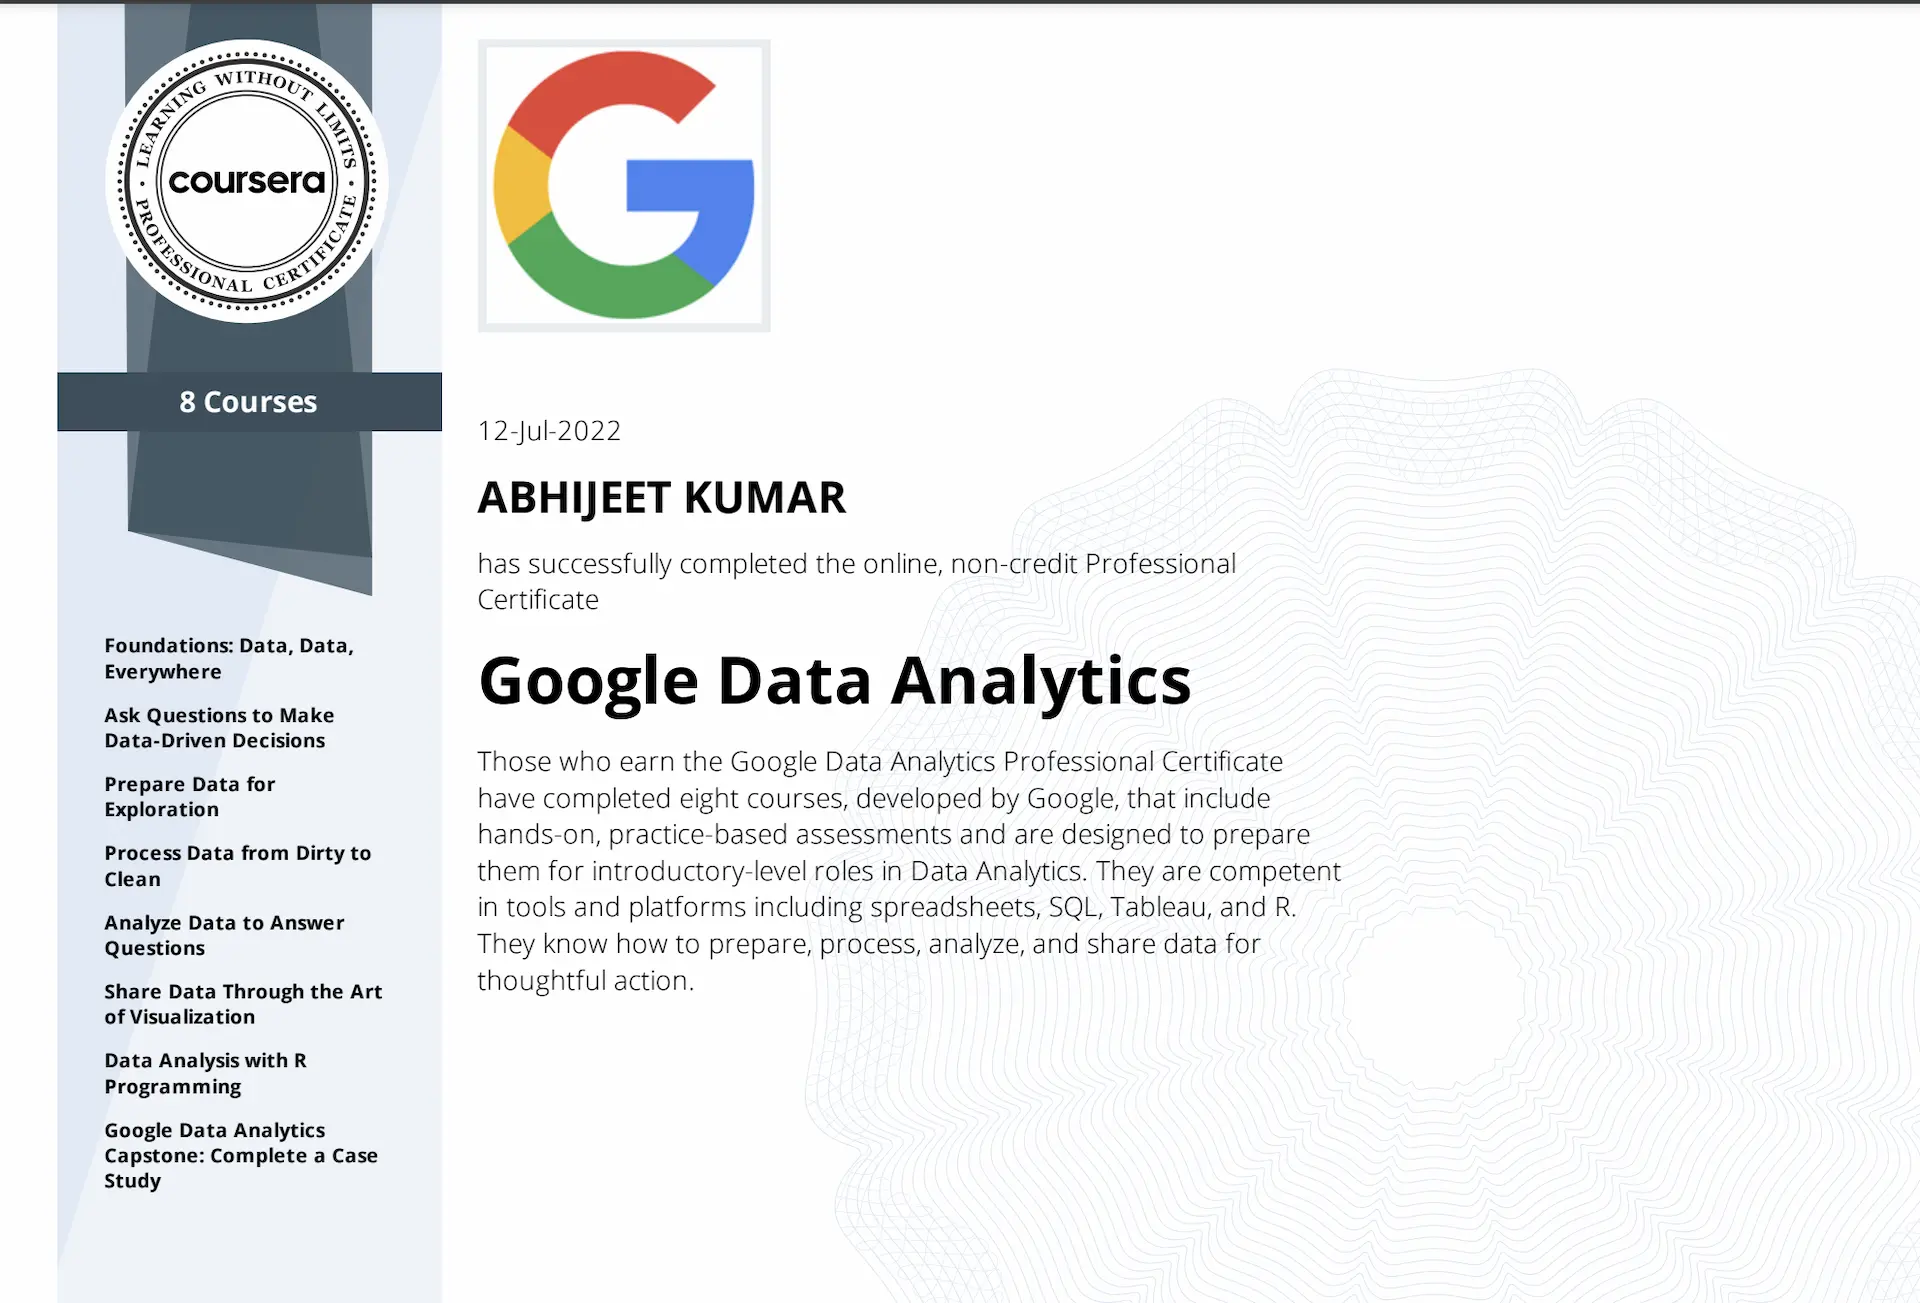 LEARNING WITHOUT LIMITS
coursera
PROFESSIONAL CERTIFICATE
8 Courses
Foundations: Data, Data,
Everywhere
Ask Questions to Make
Data-Driven Decisions
Prepare Data for
Exploration
Process Data from Dirty to
Clean
Analyze Data to Answer
Questions
Share Data Through the Art
of Visualization
Data Analysis with R
Programming
Google Data Analytics
Capstone: Complete a Case
Study
G
12-Jul-2022
ABHIJEET KUMAR
has successfully completed the online, non-credit Professional
Certificate
Google Data Analytics
Those who earn the Google Data Analytics Professional Certificate
have completed eight courses, developed by Google, that include
hands-on, practice-based assessments and are designed to prepare
them for introductory-level roles in Data Analytics. They are competent
in tools and platforms including spreadsheets, SQL, Tableau, and R.
They know how to prepare, process, analyze, and share data for
thoughtful action.